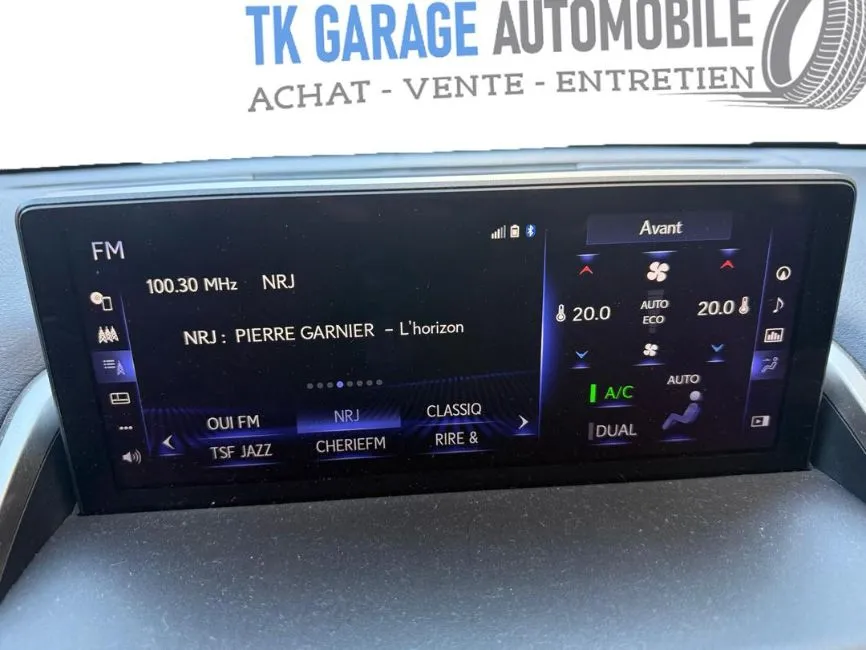 TK GARAGE AUTOMOBILE
ACHAT - VENTE - ENTRETIEN
FM
100.30 MHz NRJ
NRJ : PIERRE GARNIER - L'horizon
OUI FM NRJ CLASSIQ
TSF JAZZ CHERIEFM RIRE &
Avant
20.0 AUTO ECO 20.0
A/C AUTO
DUAL